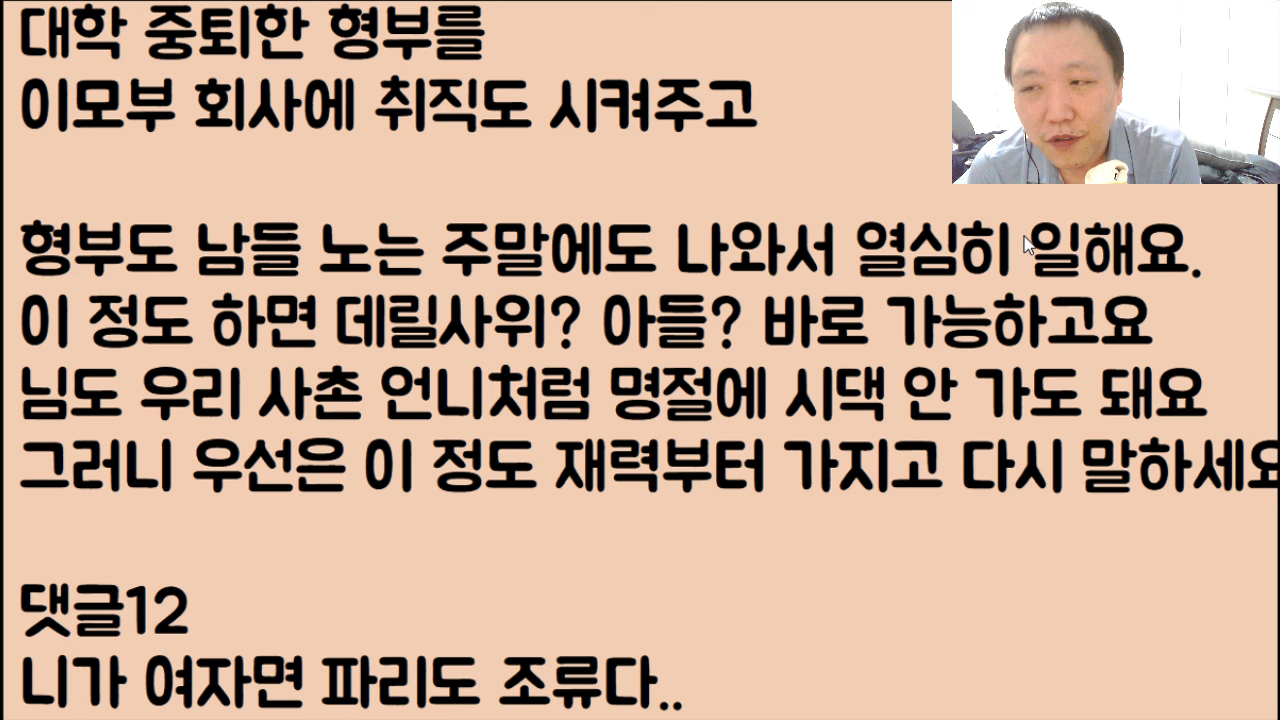 대학 중퇴한 형부를
이모부 회사에 취직도 시켜주고
형부도 남들 노는 주말에도 나와서 열심히 일해요.
이 정도 하면 데릴사위? 아들? 바로 가능하고요
님도 우리 사촌 언니처럼 명절에 시댁 안 가도 돼요
그러니 우선은 이 정도 재력부터 가지고 다시 말하세요
댓글12
니가 여자면 파리도 조류다..